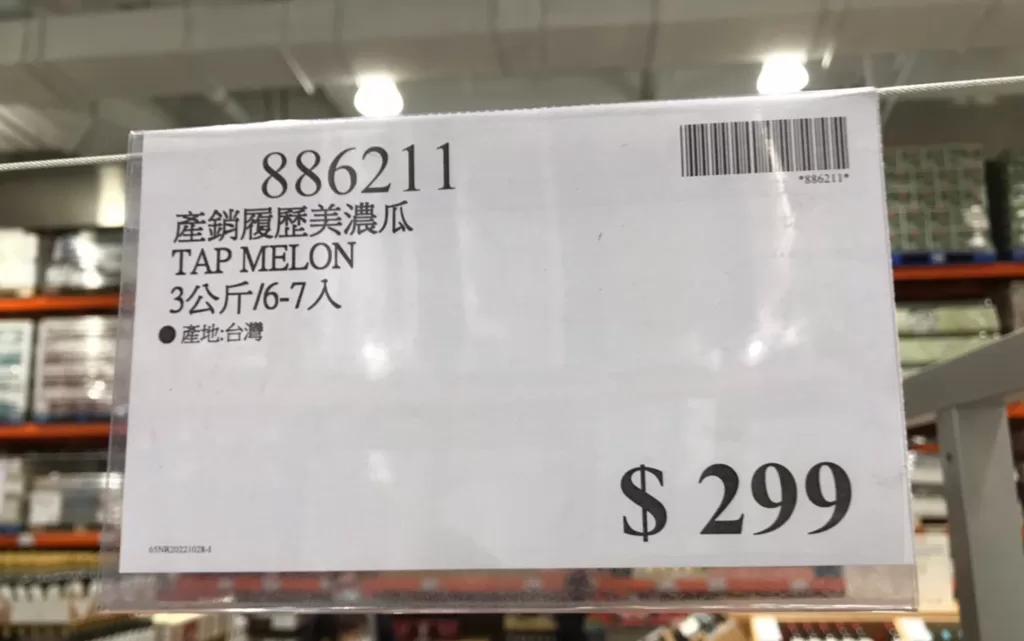 886211
*886211*
產銷履歷美濃瓜
TAP MELON
3公斤/6-7入
● 產地:台灣
$ 299
65NR20221028-J